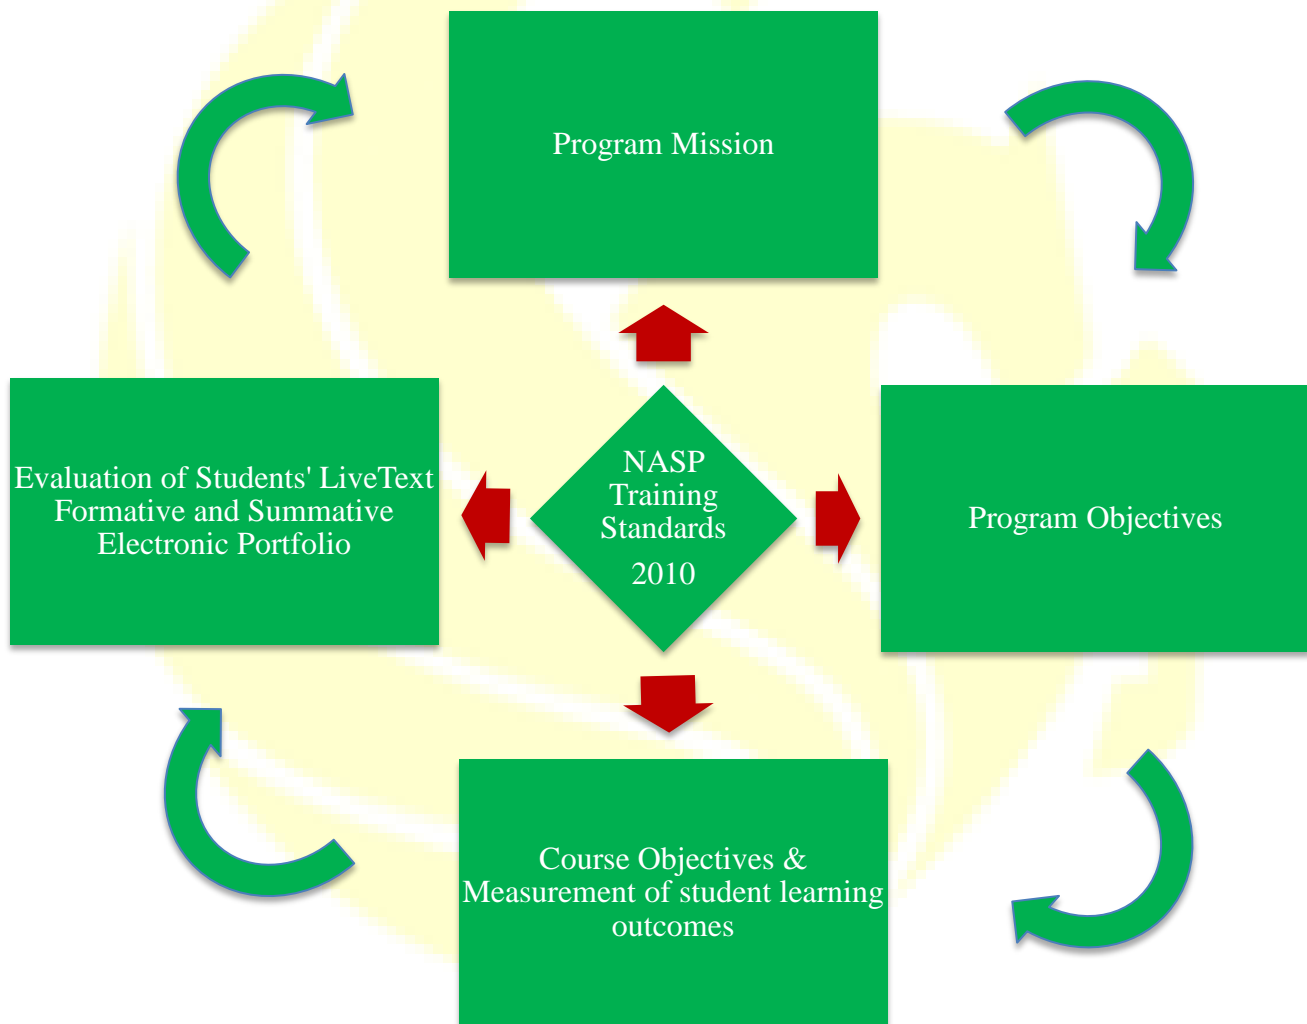 Program Mission
Evaluation of Students' LiveText
Formative and Summative
Electronic Portfolio
NASP
Training
Standards
2010
Program Objectives
Course Objectives &
Measurement of student learning
outcomes